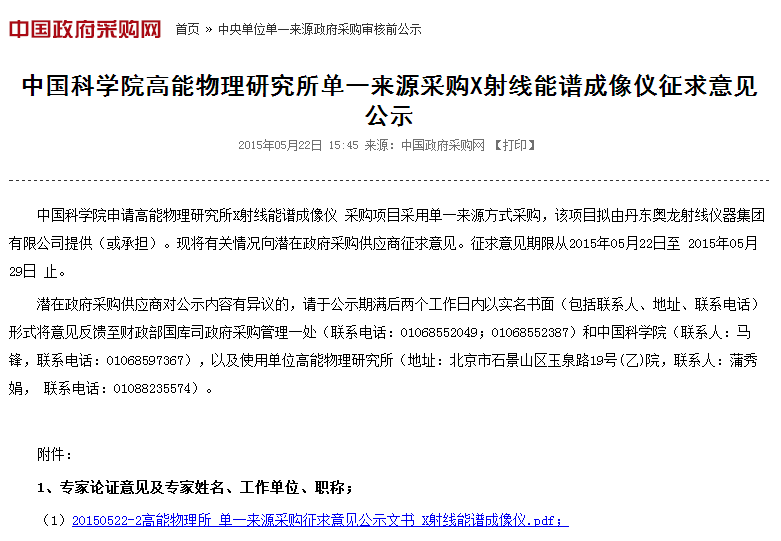 中国政府采购网 首页 » 中央单位单一来源政府采购审核前公示
中国科学院高能物理研究所单一来源采购X射线能谱成像仪征求意见
公示
2015年05月22日 15:45 来源: 中国政府采购网 【打印】
中国科学院申请高能物理研究所X射线能谱成像仪 采购项目采用单一来源方式采购，该项目拟由丹东奥龙射线仪器集团
有限公司提供（或承担）。现将有关情况向潜在政府采购供应商征求意见。征求意见期限从2015年05月22日至 2015年05月
29日 止。
潜在政府采购供应商对公示内容有异议的，请于公示期满后两个工作日内以实名书面（包括联系人、地址、联系电话）
形式将意见反馈至财政部国库司政府采购管理一处（联系电话：01068552049；01068552387）和中国科学院（联系人：马
锋，联系电话：01068597367），以及使用单位高能物理研究所（地址：北京市石景山区玉泉路19号(乙)院，联系人：蒲秀
娟， 联系电话：01088235574）。
附件：
1、专家论证意见及专家姓名、工作单位、职称；
（1）20150522-2高能物理所 单一来源采购征求意见公示文书 X射线能谱成像仪.pdf；